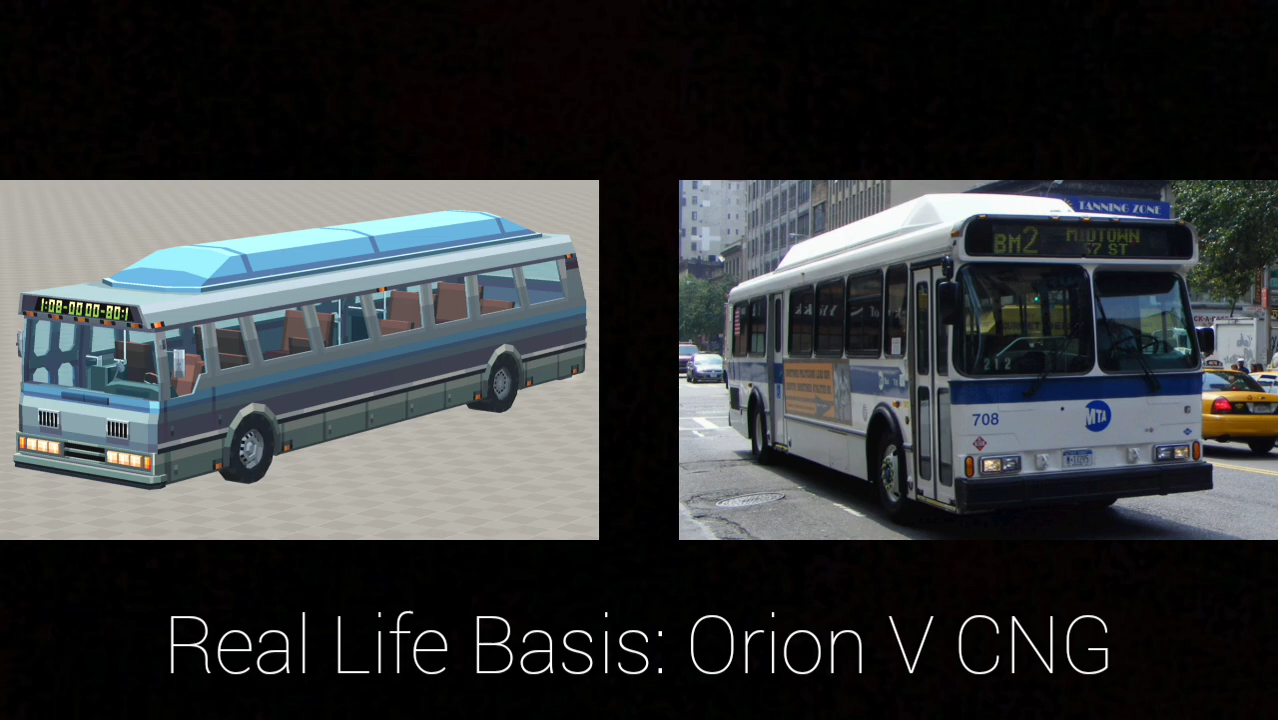 1:08-00 00-80:1
TANNING ZONE
BM2 MIDTOWN
57 ST
212
708
MTA
Real Life Basis: Orion V CNG